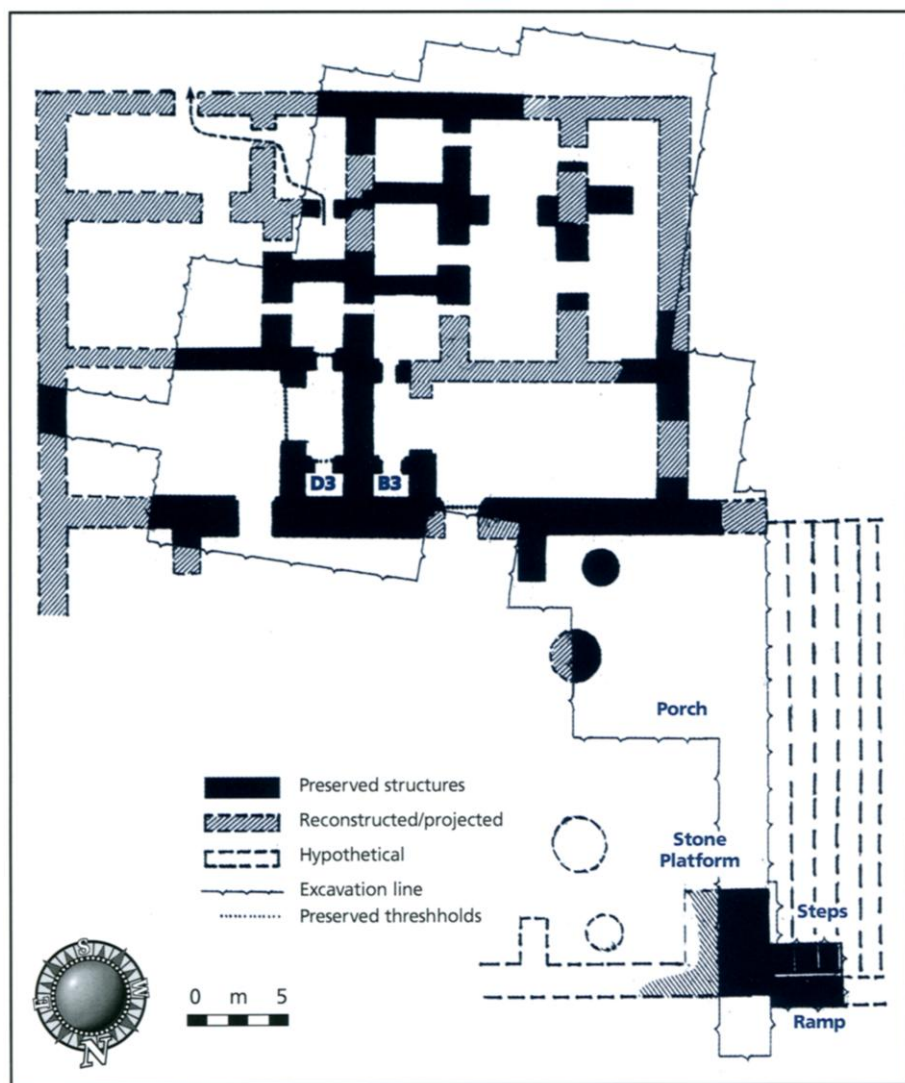 D3 B3
Porch
Preserved structures
Reconstructed/projected
Hypothetical
Excavation line
Preserved threshholds
Stone
Platform
Steps
Ramp
S
E W
N
0 m 5